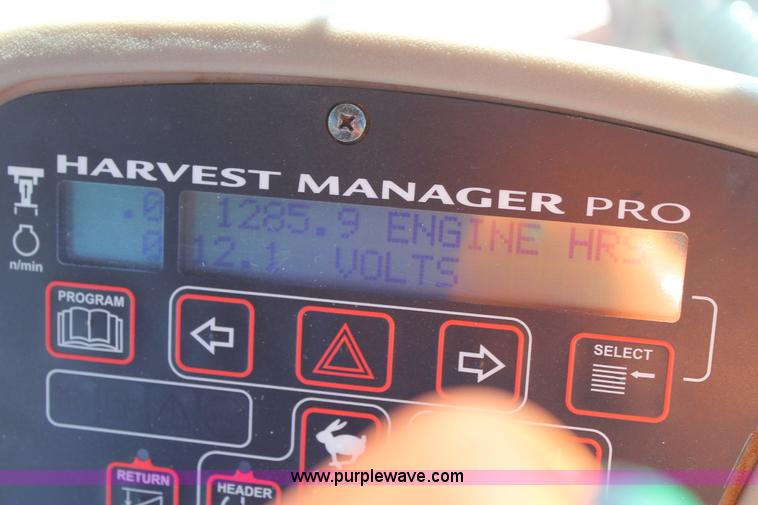 HARVEST MANAGER PRO
.0 1285.9 ENGINE HRS
0 12.1 VOLTS
n/min
PROGRAM
SELECT
RETURN
HEADER
www.purplewave.com